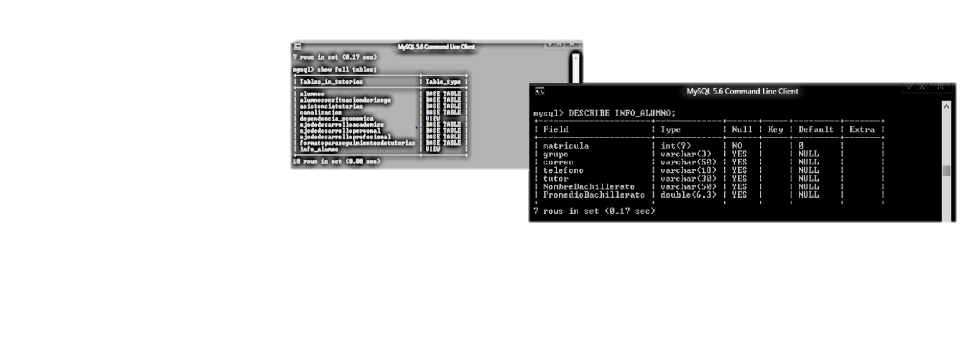 MySQL 5.6 Command Line Client
7 rows in set (0.17 sec)
mysql> show full tables;
| Tables_in_tutorias | Table_type |
| alumnos | BASE TABLE |
| alumnosensituacionderiesgo | BASE TABLE |
| asistenciatutorias | BASE TABLE |
| canalizacion | BASE TABLE |
| dependencia_economica | VIEW |
| ejededesarrolloacademico | BASE TABLE |
| ejededesarrollopersonal | BASE TABLE |
| ejededesarrolloprofesional | BASE TABLE |
| formatoparaseguimientosdetutorias | BASE TABLE |
| info_alumno | VIEW |
10 rows in set (0.00 sec)
MySQL 5.6 Command Line Client
mysql> DESCRIBE INFO_ALUMNO;
| Field | Type | Null | Key | Default | Extra |
| matricula | int(9) | NO | | 0 | |
| grupo | varchar(3) | YES | | NULL | |
| correo | varchar(50) | YES | | NULL | |
| telefono | varchar(18) | YES | | NULL | |
| tutor | varchar(30) | YES | | NULL | |
| NombreBachillerato | varchar(50) | YES | | NULL | |
| PromedioBachillerato | double(6,3) | YES | | NULL | |
7 rows in set (0.17 sec)